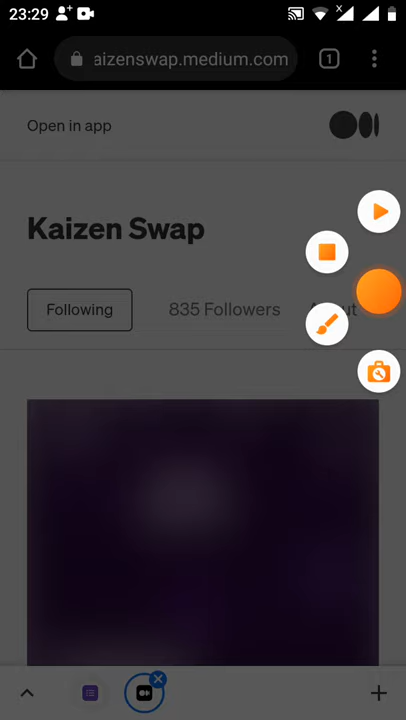 23:29
aizenswap.medium.com
1
Open in app
Kaizen Swap
Following
835 Followers